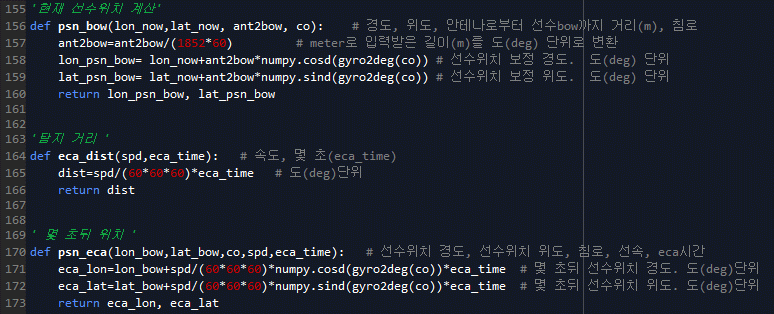 155 '현재 선수위치 계산'
156 def psn_bow(lon_now,lat_now, ant2bow, co):    # 경도, 위도, 안테나로부터 선수bow까지 거리(m), 침로
157     ant2bow=ant2bow/(1852*60)         # meter로 입력받은 길이(m)를 도(deg) 단위로 변환
158     lon_psn_bow= lon_now+ant2bow*numpy.cosd(gyro2deg(co)) # 선수위치 보정 경도.  도(deg) 단위
159     lat_psn_bow= lat_now+ant2bow*numpy.sind(gyro2deg(co)) # 선수위치 보정 위도.  도(deg) 단위
160     return lon_psn_bow, lat_psn_bow
161
162
163 '탐지 거리 '
164 def eca_dist(spd,eca_time):   # 속도, 몇 초(eca_time)
165     dist=spd/(60*60*60)*eca_time   # 도(deg)단위
166     return dist
167
168
169 ' 몇 초뒤 위치 '
170 def psn_eca(lon_bow,lat_bow,co,spd,eca_time):   # 선수위치 경도, 선수위치 위도, 침로, 선속, eca시간
171     eca_lon=lon_bow+spd/(60*60*60)*numpy.cosd(gyro2deg(co))*eca_time  # 몇 초뒤 선수위치 경도. 도(deg)단위
172     eca_lat=lat_bow+spd/(60*60*60)*numpy.sind(gyro2deg(co))*eca_time  # 몇 초뒤 선수위치 위도. 도(deg)단위
173     return eca_lon, eca_lat